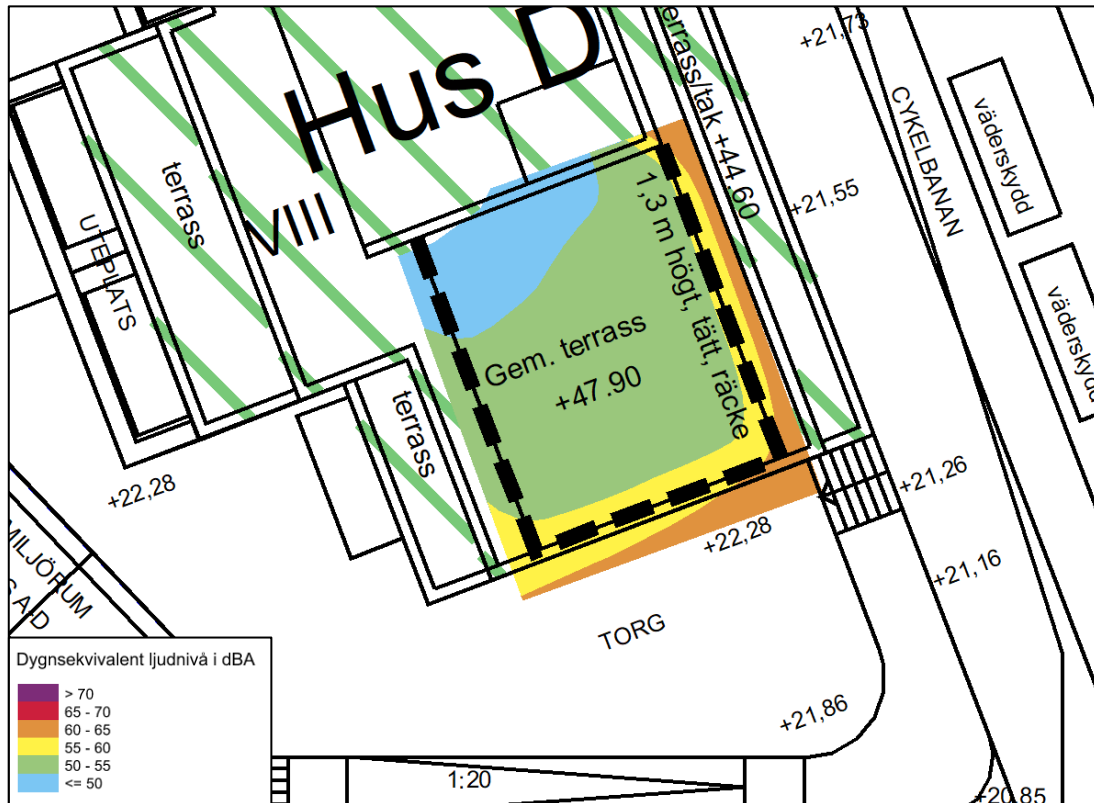 Hus D
VIII
terrass
UTEPLATS
terrass
+22,28
MILJÖRUM
S A-D
Gem. terrass
+47.90
1,3 m högt, tätt, räcke
terrass/tak +44.60
+21,73
+21,55
CYKELBANAN
väderskydd
väderskydd
+21,26
+22,28
+21,16
TORG
+21,86
1:20
+20,85
Dygnsekvivalent ljudnivå i dBA
> 70
65 - 70
60 - 65
55 - 60
50 - 55
<= 50